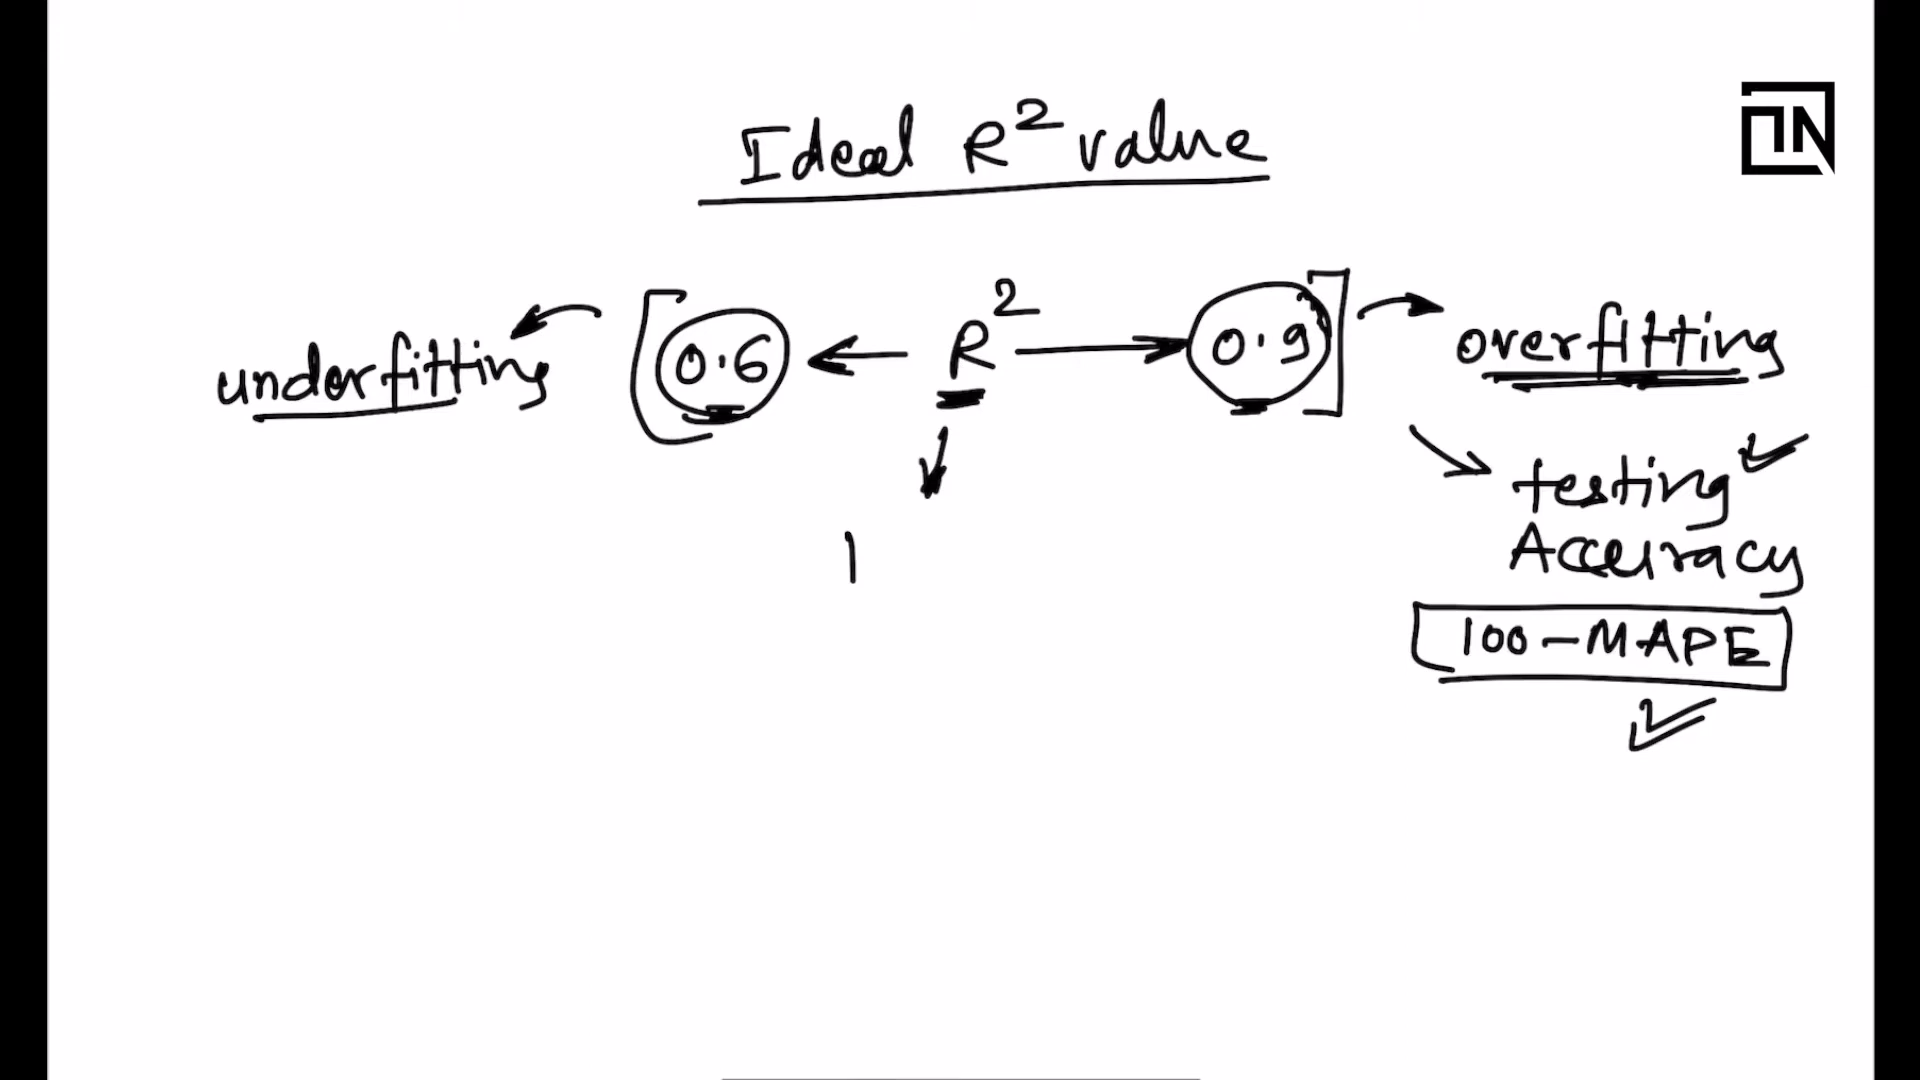 Ideal R² value
underfitting [0.6 ← R² → 0.9] overfitting
testing
Accuracy
1
100-MAPE